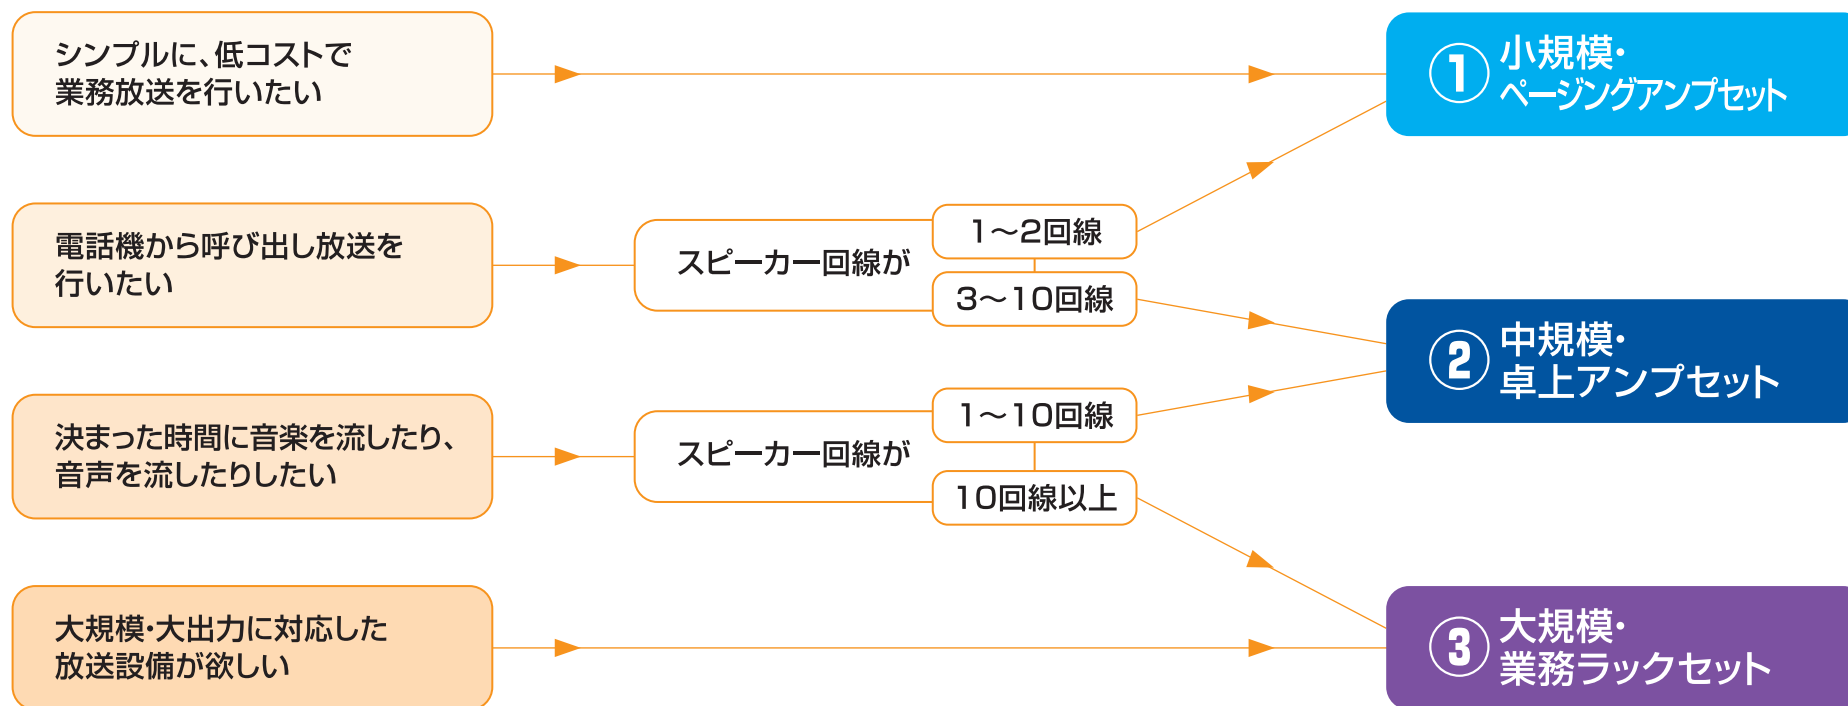 シンプルに、低コストで
業務放送を行いたい
①小規模・
ページングアンプセット
電話機から呼び出し放送を
行いたい
スピーカー回線が
1〜2回線
3〜10回線
②中規模・
卓上アンプセット
決まった時間に音楽を流したり、
音声を流したりしたい
スピーカー回線が
1〜10回線
10回線以上
大規模・大出力に対応した
放送設備が欲しい
③大規模・
業務ラックセット